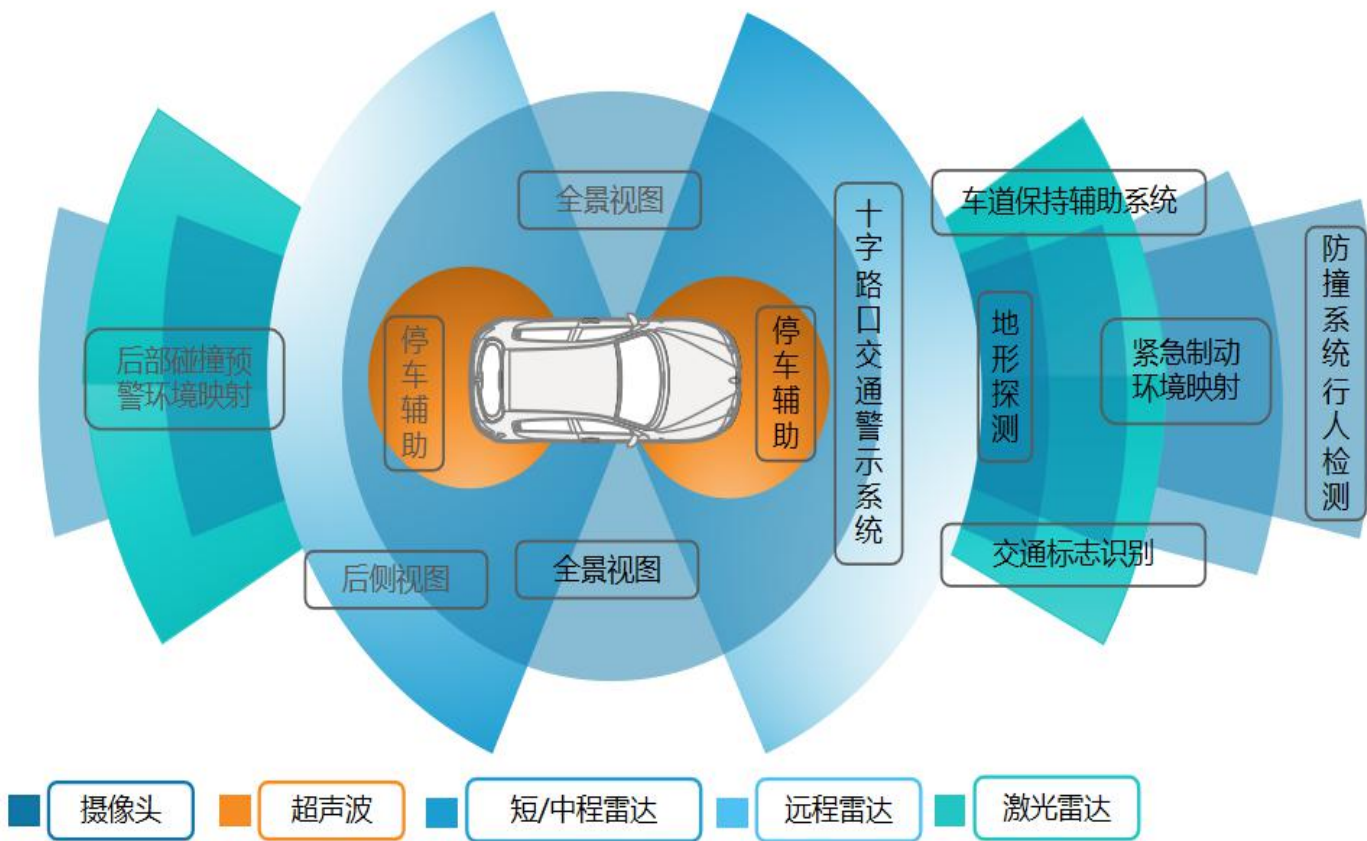 全景视图
车道保持辅助系统
十字路口交通警示系统
防撞系统行人检测
停车辅助
停车辅助
地形探测
后部碰撞预
警环境映射
紧急制动
环境映射
后侧视图
全景视图
交通标志识别
摄像头
超声波
短/中程雷达
远程雷达
激光雷达